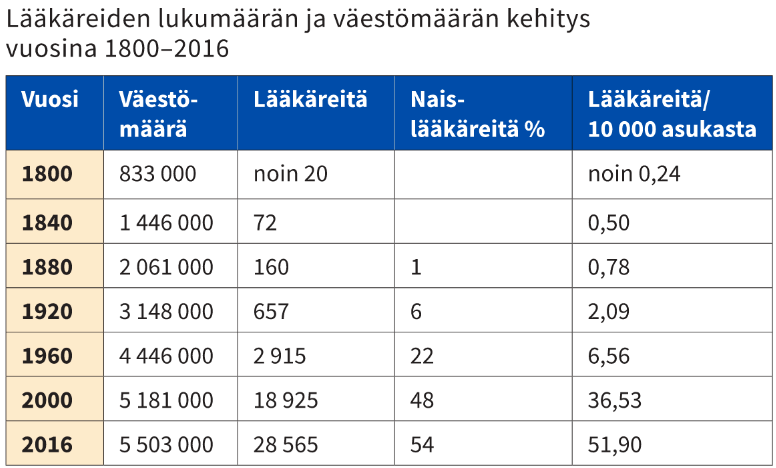 Lääkäreiden lukumäärän ja väestömäärän kehitys
vuosina 1800–2016
Vuosi Väestö- Lääkäreitä Nais- Lääkäreitä/
määrä lääkäreitä % 10 000 asukasta
1800 833 000 noin 20 noin 0,24
1840 1 446 000 72 0,50
1880 2 061 000 160 1 0,78
1920 3 148 000 657 6 2,09
1960 4 446 000 2 915 22 6,56
2000 5 181 000 18 925 48 36,53
2016 5 503 000 28 565 54 51,90